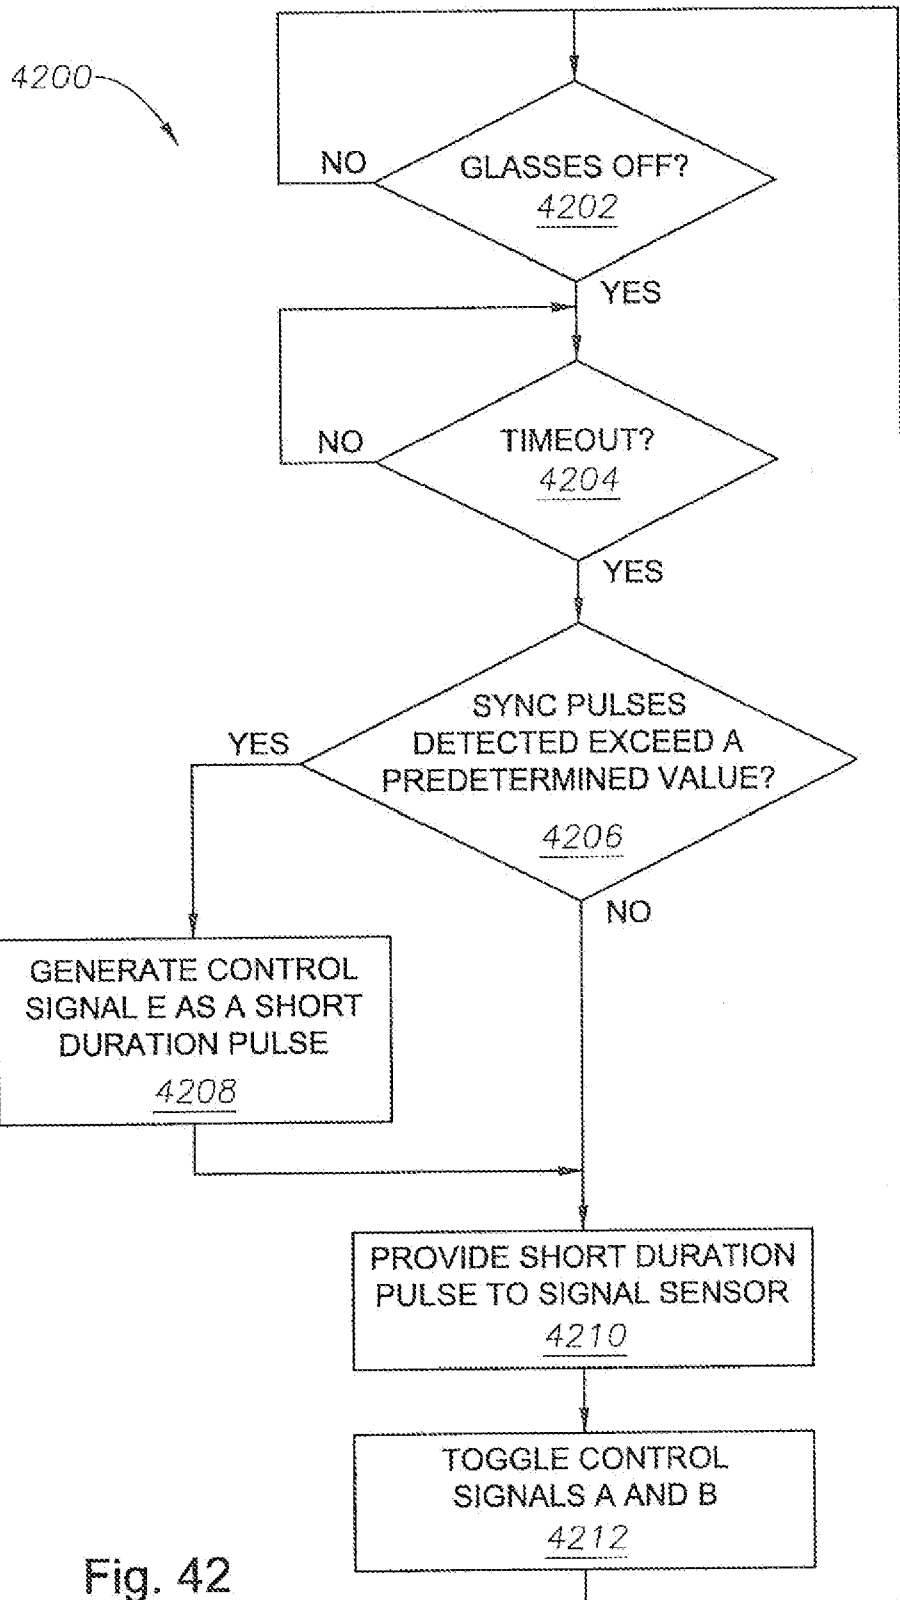 4200
NO
GLASSES OFF?
4202
YES
NO
TIMEOUT?
4204
YES
SYNC PULSES
DETECTED EXCEED A
PREDETERMINED VALUE?
4206
YES
NO
GENERATE CONTROL
SIGNAL E AS A SHORT
DURATION PULSE
4208
PROVIDE SHORT DURATION
PULSE TO SIGNAL SENSOR
4210
TOGGLE CONTROL
SIGNALS A AND B
4212
Fig. 42